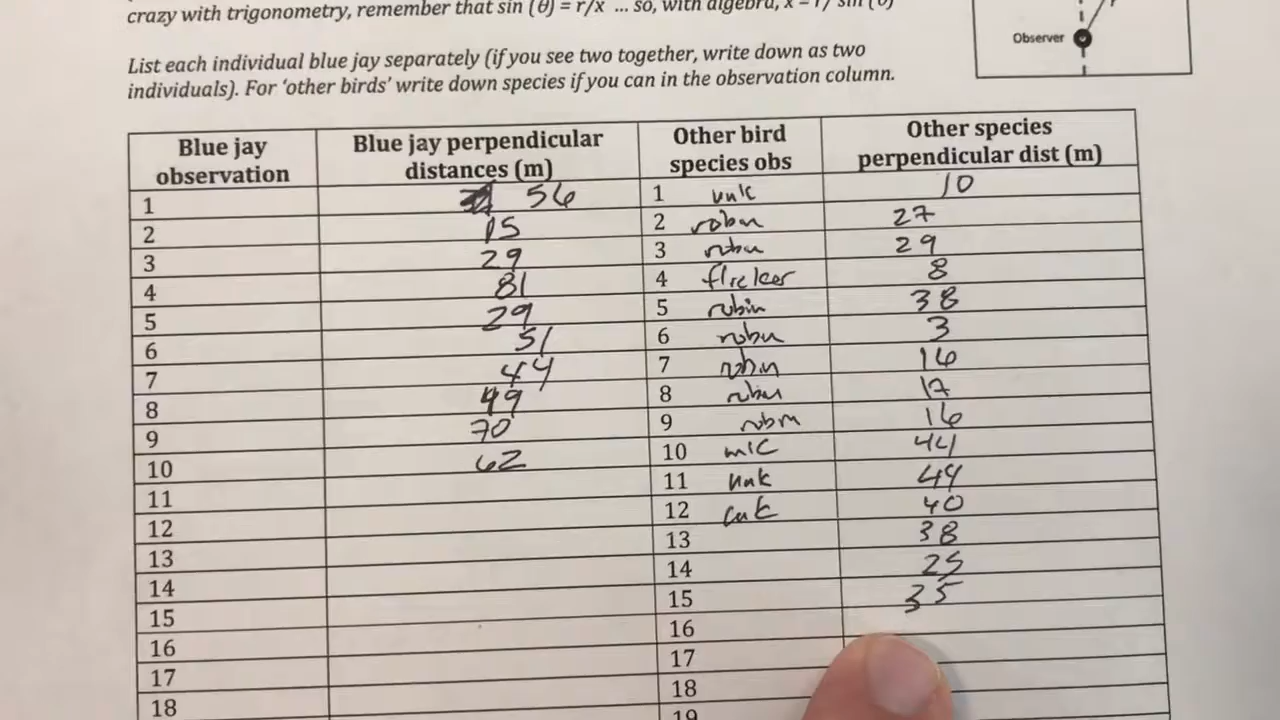 crazy with trigonometry, remember that sin (θ) = r/x ... so, with algebra, x = r/ sin (θ)
Observer
r
List each individual blue jay separately (if you see two together, write down as two
individuals). For ‘other birds’ write down species if you can in the observation column.
Blue jay observation | Blue jay perpendicular distances (m) | Other bird species obs | Other species perpendicular dist (m)
1 56 1 unk 10
2 15 2 robin 27
3 29 3 robin 29
4 81 4 flicker 8
5 29 5 robin 38
6 51 6 robin 3
7 44 7 robin 16
8 49 8 robin 17
9 70 9 robin 16
10 62 10 44
11 11 unk 49
12 12 unk 40
13 13 38
14 14 25
15 15 35
16 16
17 17
18 18
19